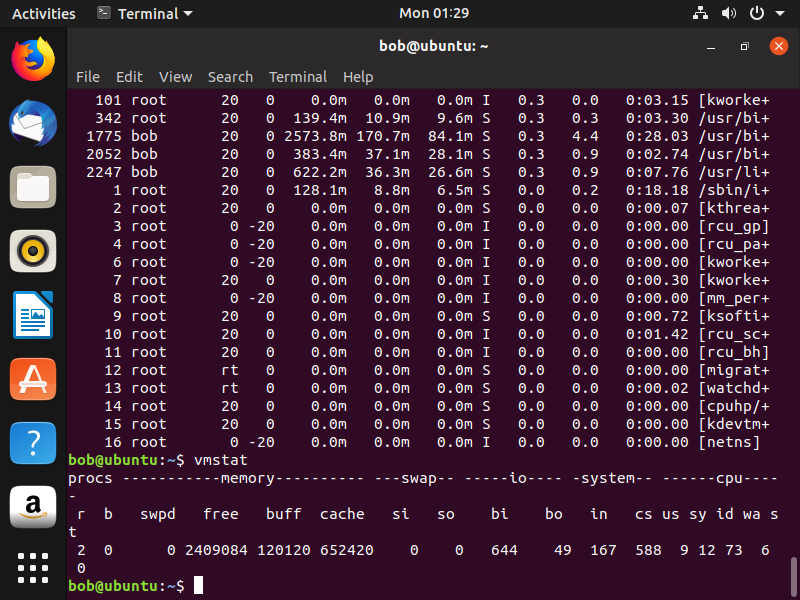 Activities Terminal Mon 01:29
bob@ubuntu: ~
File Edit View Search Terminal Help
101 root 20 0 0.0m 0.0m 0.0m I 0.3 0.0 0:03.15 [kworke+
342 root 20 0 139.4m 10.9m 9.6m S 0.3 0.3 0:03.30 /usr/bi+
1775 bob 20 0 2573.8m 170.7m 84.1m S 0.3 4.4 0:28.03 /usr/bi+
2052 bob 20 0 383.4m 37.1m 28.1m S 0.3 0.9 0:02.74 /usr/bi+
2247 bob 20 0 622.2m 36.3m 26.6m S 0.3 0.9 0:07.76 /usr/li+
1 root 20 0 128.1m 8.8m 6.5m S 0.0 0.2 0:18.18 /sbin/i+
2 root 20 0 0.0m 0.0m 0.0m S 0.0 0.0 0:00.07 [kthrea+
3 root 0 -20 0.0m 0.0m 0.0m I 0.0 0.0 0:00.00 [rcu_gp]
4 root 0 -20 0.0m 0.0m 0.0m I 0.0 0.0 0:00.00 [rcu_pa+
6 root 0 -20 0.0m 0.0m 0.0m I 0.0 0.0 0:00.00 [kworke+
7 root 20 0 0.0m 0.0m 0.0m I 0.0 0.0 0:00.30 [kworke+
8 root 0 -20 0.0m 0.0m 0.0m I 0.0 0.0 0:00.00 [mm_per+
9 root 20 0 0.0m 0.0m 0.0m S 0.0 0.0 0:00.72 [ksofti+
10 root 20 0 0.0m 0.0m 0.0m I 0.0 0.0 0:01.42 [rcu_sc+
11 root 20 0 0.0m 0.0m 0.0m I 0.0 0.0 0:00.00 [rcu_bh]
12 root rt 0 0.0m 0.0m 0.0m S 0.0 0.0 0:00.00 [migrat+
13 root rt 0 0.0m 0.0m 0.0m S 0.0 0.0 0:00.02 [watchd+
14 root 20 0 0.0m 0.0m 0.0m S 0.0 0.0 0:00.00 [cpuhp/+
15 root 20 0 0.0m 0.0m 0.0m S 0.0 0.0 0:00.00 [kdevtm+
16 root 0 -20 0.0m 0.0m 0.0m I 0.0 0.0 0:00.00 [netns]
bob@ubuntu:~$ vmstat
procs -----------memory---------- ---swap-- -----io---- -system-- ------cpu----
-
r b swpd free buff cache si so bi bo in cs us sy id wa s
t
2 0 0 2409084 120120 652420 0 0 644 49 167 588 9 12 73 6
0
bob@ubuntu:~$